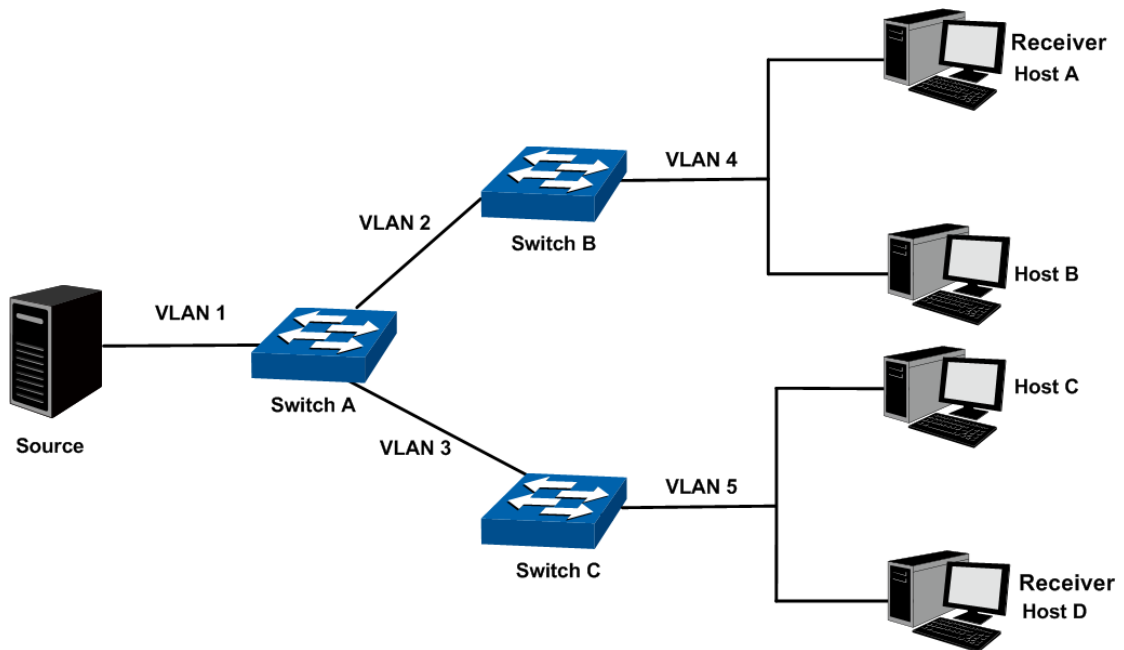 Receiver
Host A
VLAN 4
VLAN 2
Switch B
Host B
VLAN 1
Switch A
Host C
Source
VLAN 3
VLAN 5
Switch C
Receiver
Host D